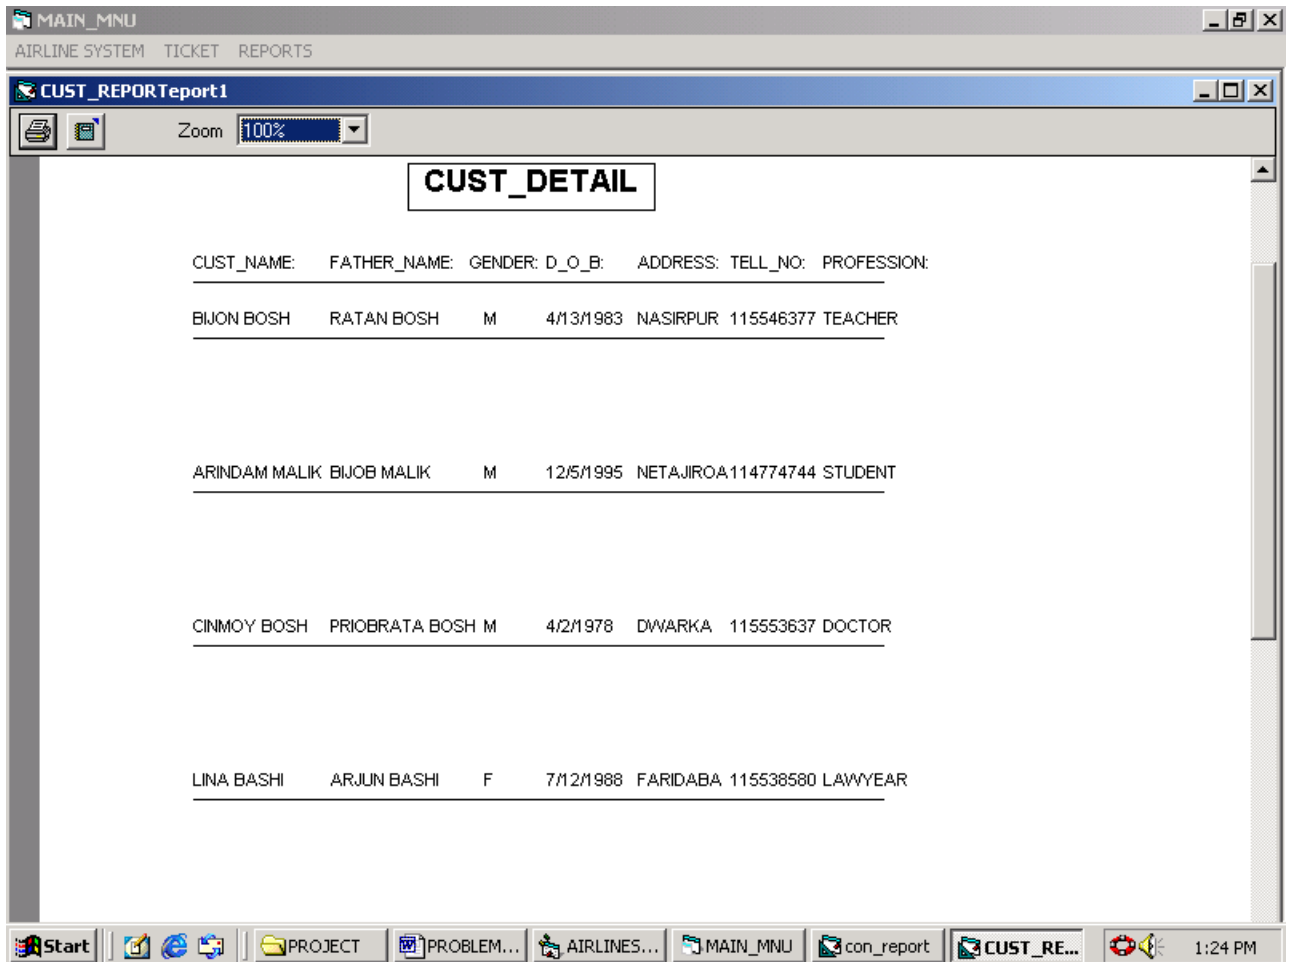 MAIN_MNU
AIRLINE SYSTEM TICKET REPORTS
CUST_REPORTeport1
Zoom 100%
CUST_DETAIL
CUST_NAME: FATHER_NAME: GENDER: D_O_B: ADDRESS: TELL_NO: PROFESSION:
BIJON BOSH RATAN BOSH M 4/13/1983 NASIRPUR 115546377 TEACHER
ARINDAM MALIK BIJOB MALIK M 12/5/1995 NETAJIROA 114774744 STUDENT
CINMOY BOSH PRIOBRATA BOSH M 4/2/1978 DWARKA 115553637 DOCTOR
LINA BASHI ARJUN BASHI F 7/12/1988 FARIDABA 115538580 LAWYEAR
Start PROJECT PROBLEM... AIRLINES... MAIN_MNU con_report CUST_RE... 1:24 PM